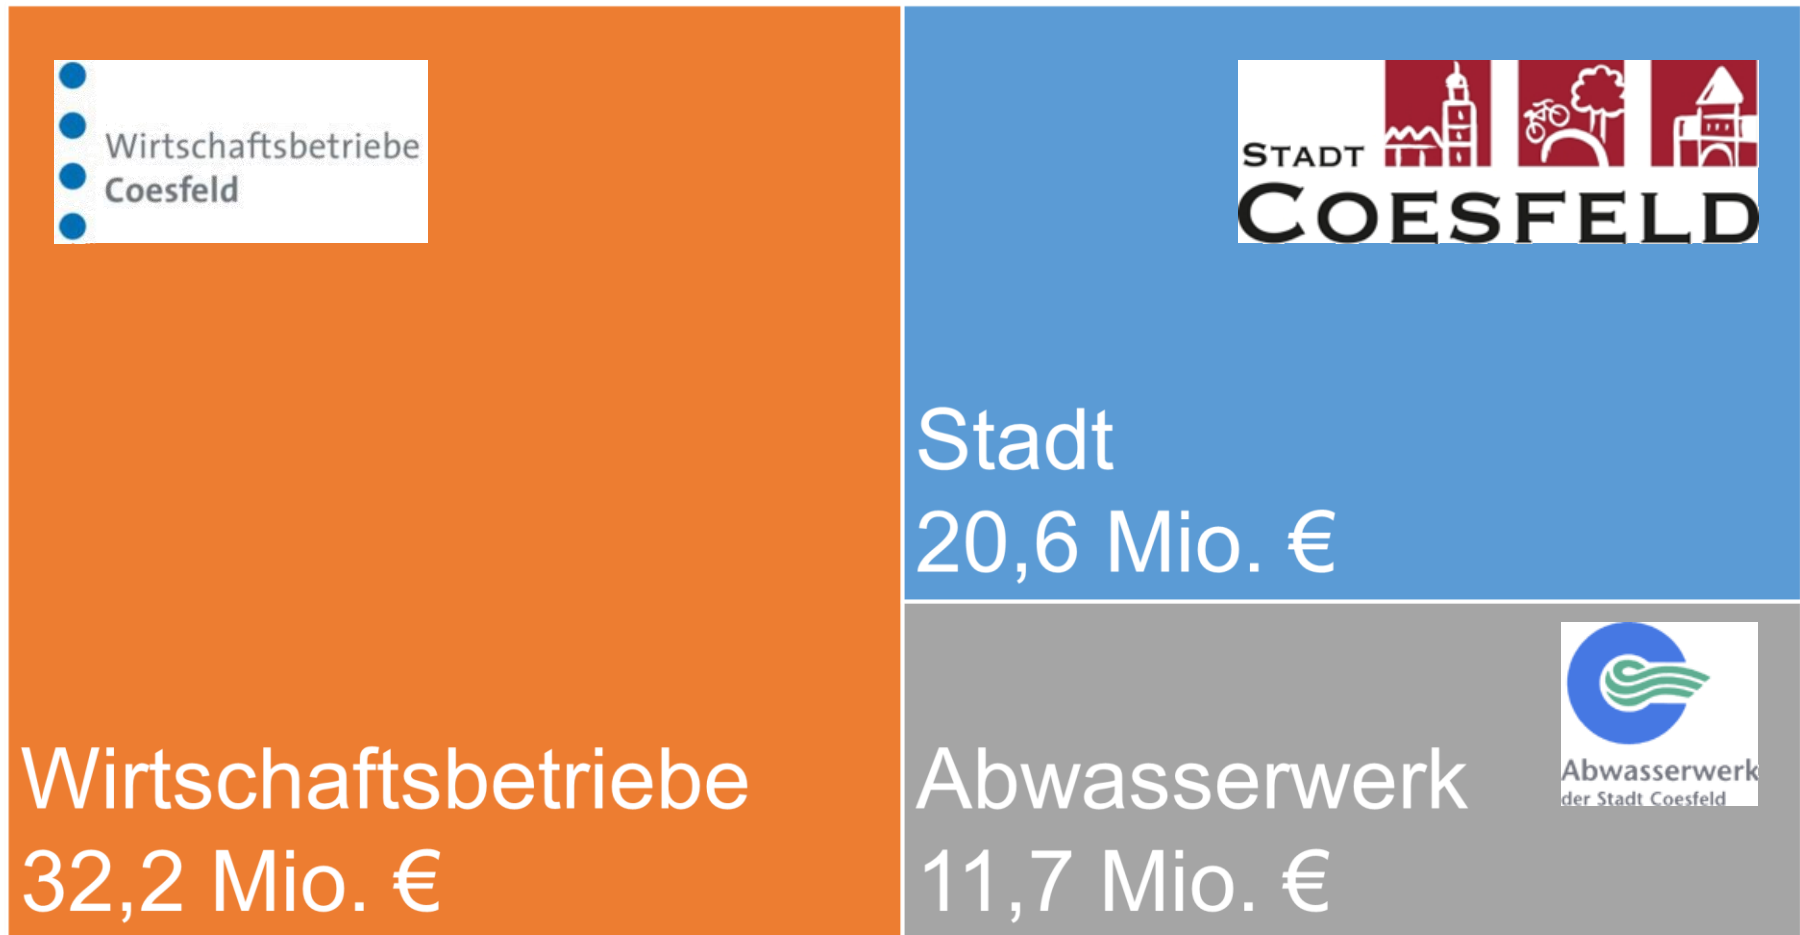 Wirtschaftsbetriebe
Coesfeld
Wirtschaftsbetriebe
32,2 Mio. €
STADT
COESFELD
Stadt
20,6 Mio. €
Abwasserwerk
der Stadt Coesfeld
Abwasserwerk
11,7 Mio. €